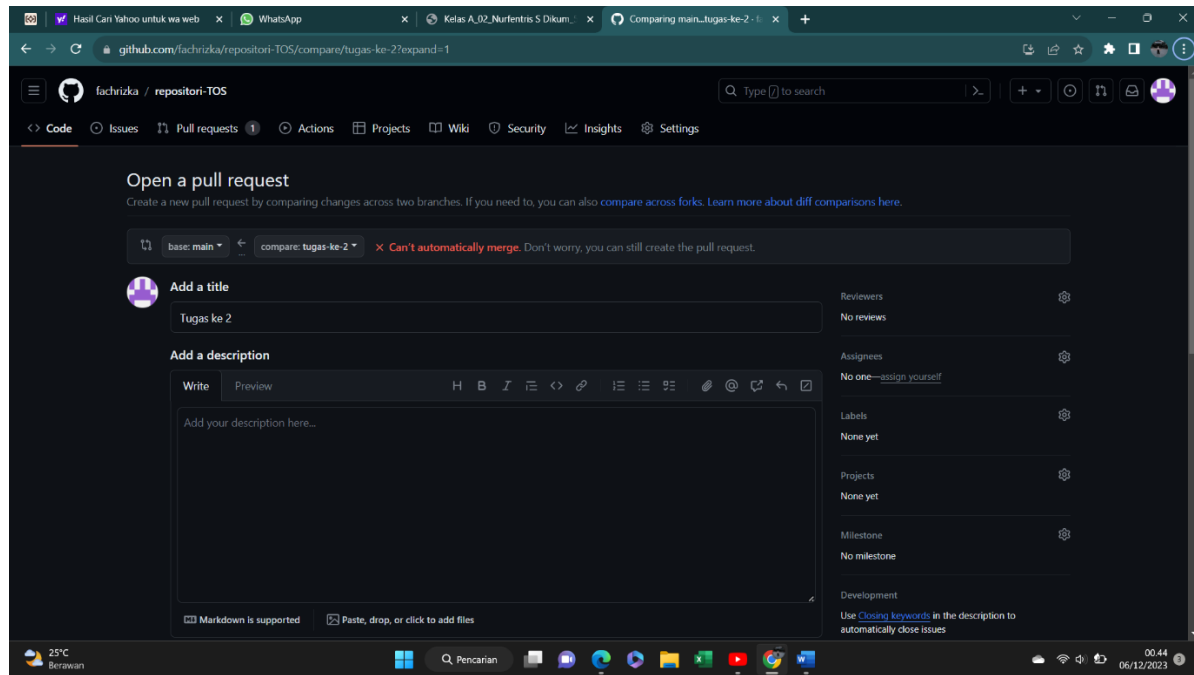 Hasil Cari Yahoo untuk wa web
WhatsApp
Kelas A_02_Nurfentris S Dikum_
Comparing main...tugas-ke-2 ·
github.com/fachrizka/repositori-TOS/compare/tugas-ke-2?expand=1
fachrizka / repositori-TOS
Type / to search
Code Issues Pull requests 1 Actions Projects Wiki Security Insights Settings
Open a pull request
Create a new pull request by comparing changes across two branches. If you need to, you can also compare across forks. Learn more about diff comparisons here.
base: main compare: tugas-ke-2 Can't automatically merge. Don't worry, you can still create the pull request.
Add a title
Tugas ke 2
Add a description
Write Preview
Add your description here...
Markdown is supported Paste, drop, or click to add files
Reviewers
No reviews
Assignees
No one—assign yourself
Labels
None yet
Projects
None yet
Milestone
No milestone
Development
Use Closing keywords in the description to
automatically close issues
25°C
Berawan
Pencarian
00.44
06/12/2023
3